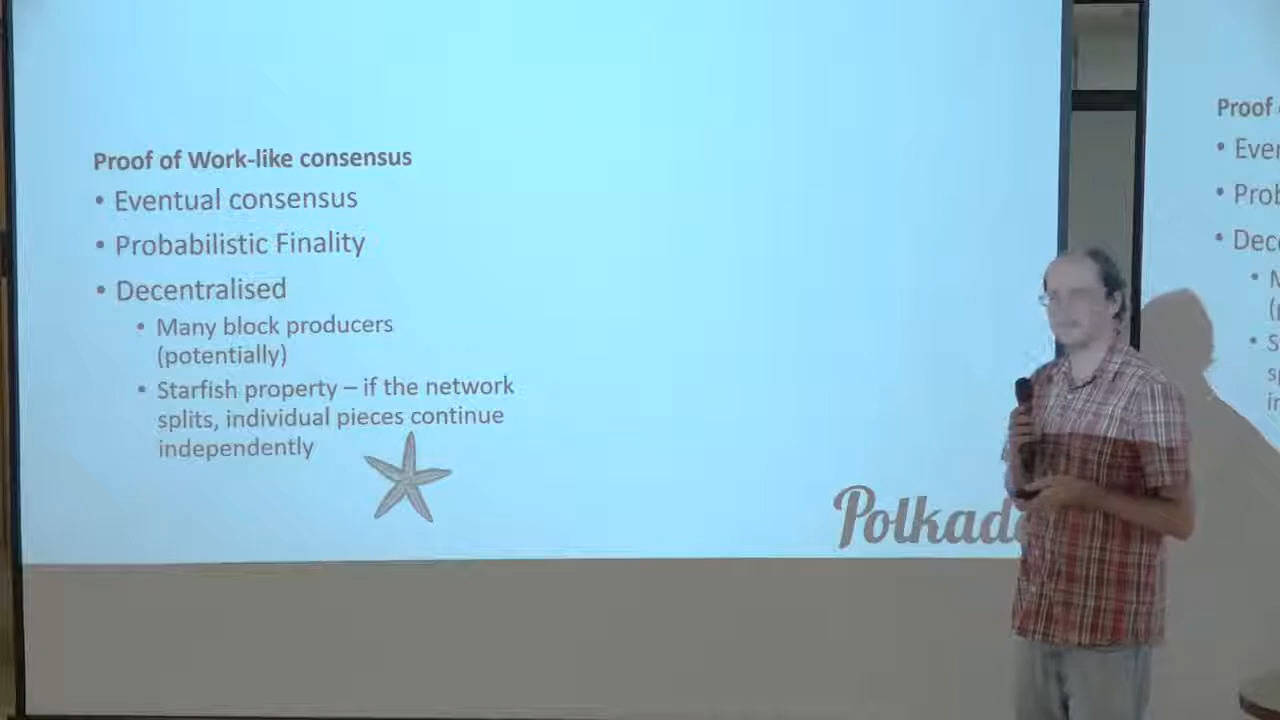 Proof of Work-like consensus
• Eventual consensus
• Probabilistic Finality
• Decentralised
• Many block producers
(potentially)
• Starfish property – if the network
splits, individual pieces continue
independently
Polkad
Proof
• 
• 
•